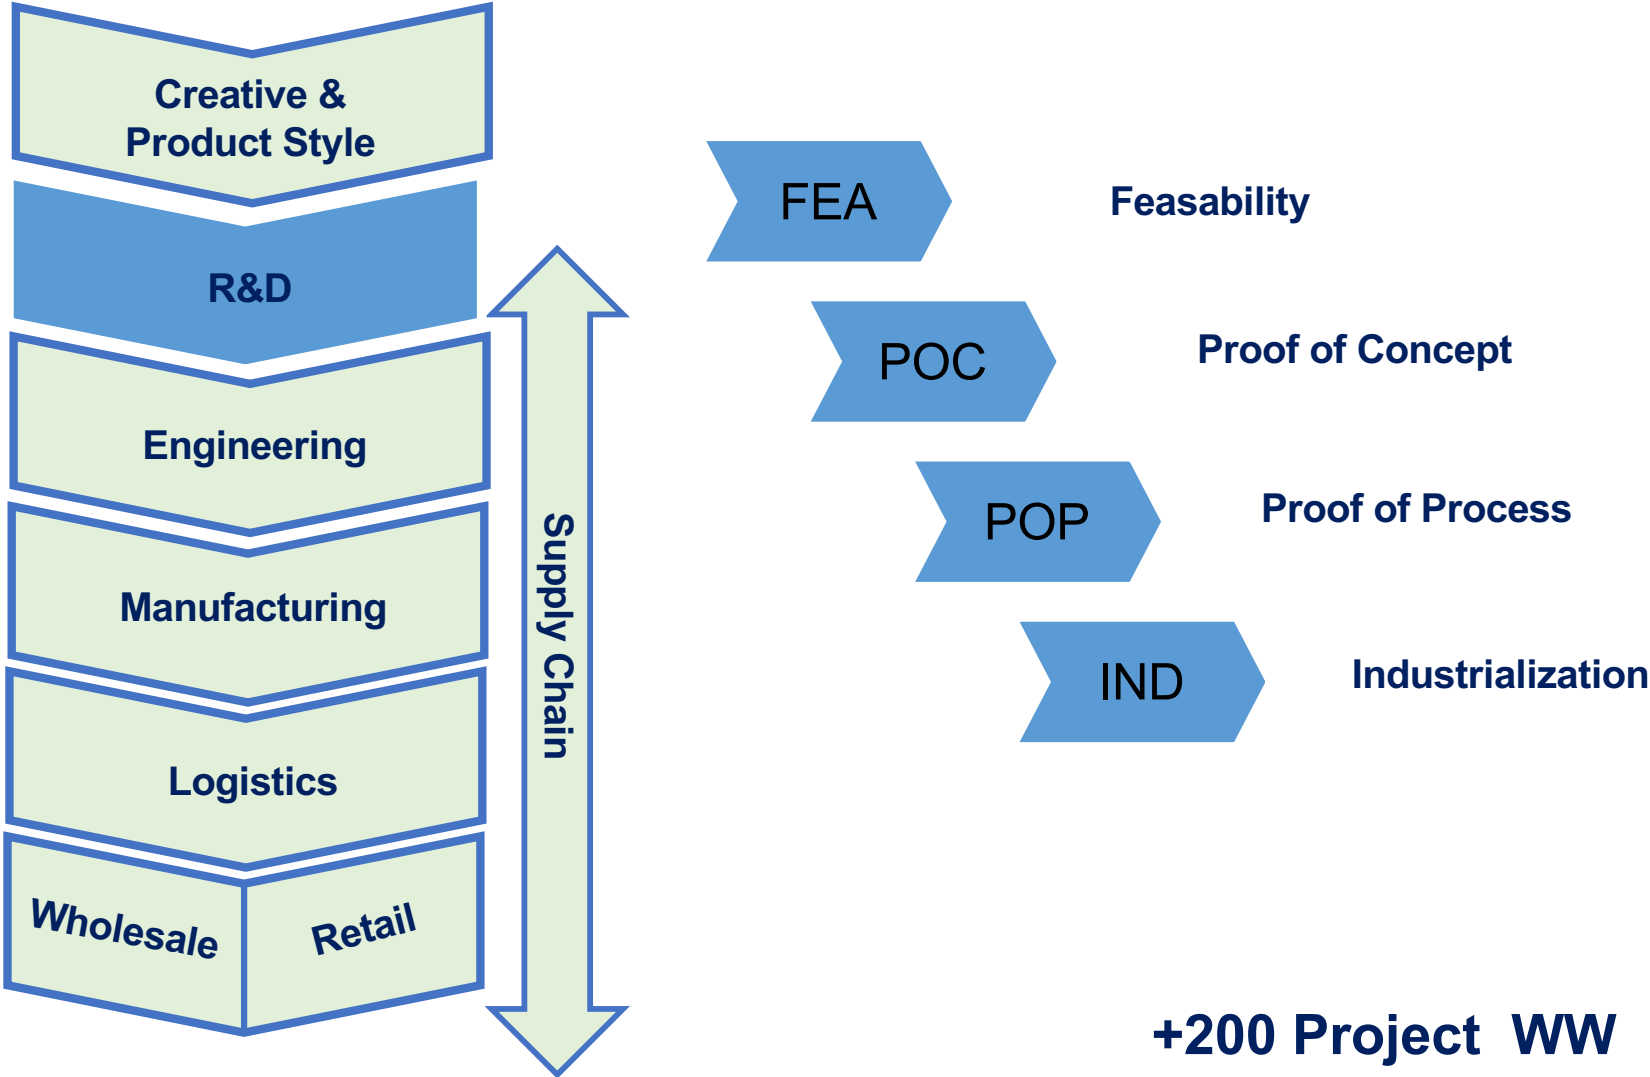 Creative &
Product Style
R&D
Engineering
Manufacturing
Logistics
Wholesale
Retail
Supply Chain
FEA
Feasability
POC
Proof of Concept
POP
Proof of Process
IND
Industrialization
+200 Project  WW